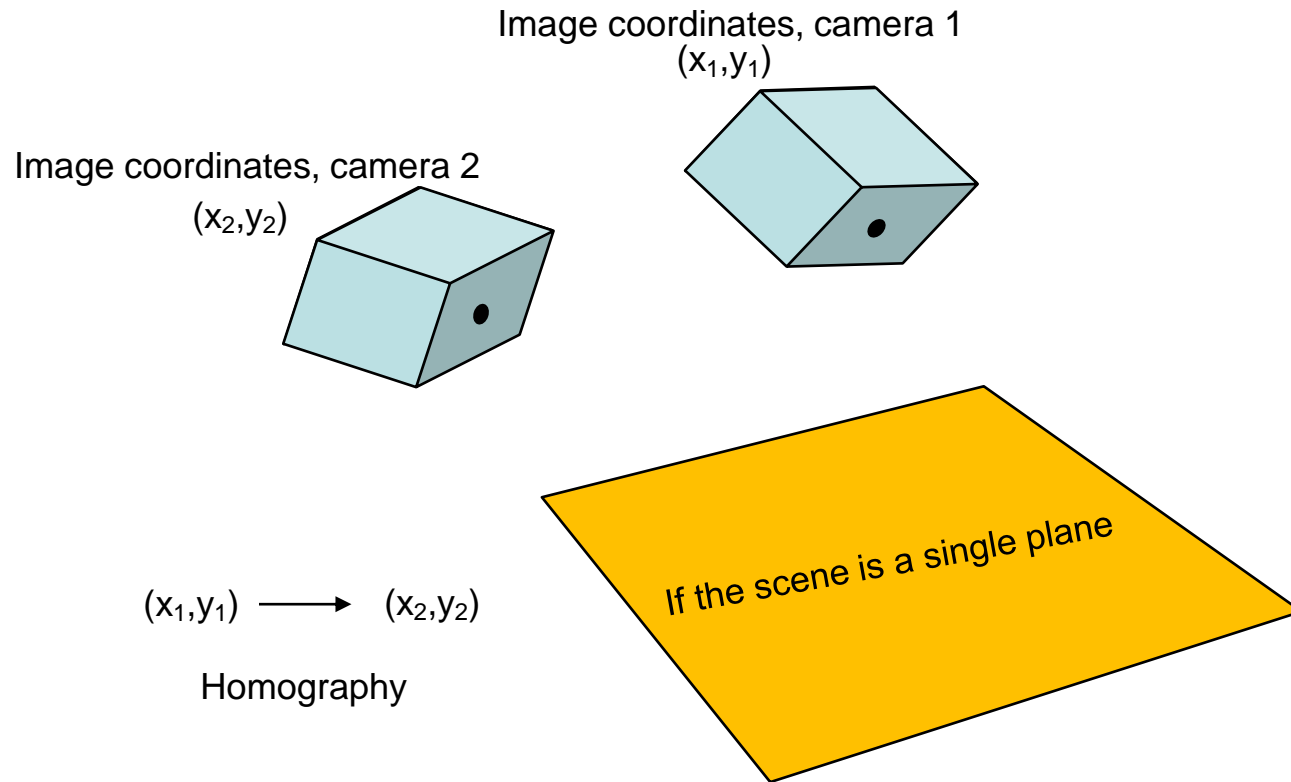 Image coordinates, camera 1
(x₁,y₁)
Image coordinates, camera 2
(x₂,y₂)
If the scene is a single plane
(x₁,y₁) ⟶ (x₂,y₂)
Homography